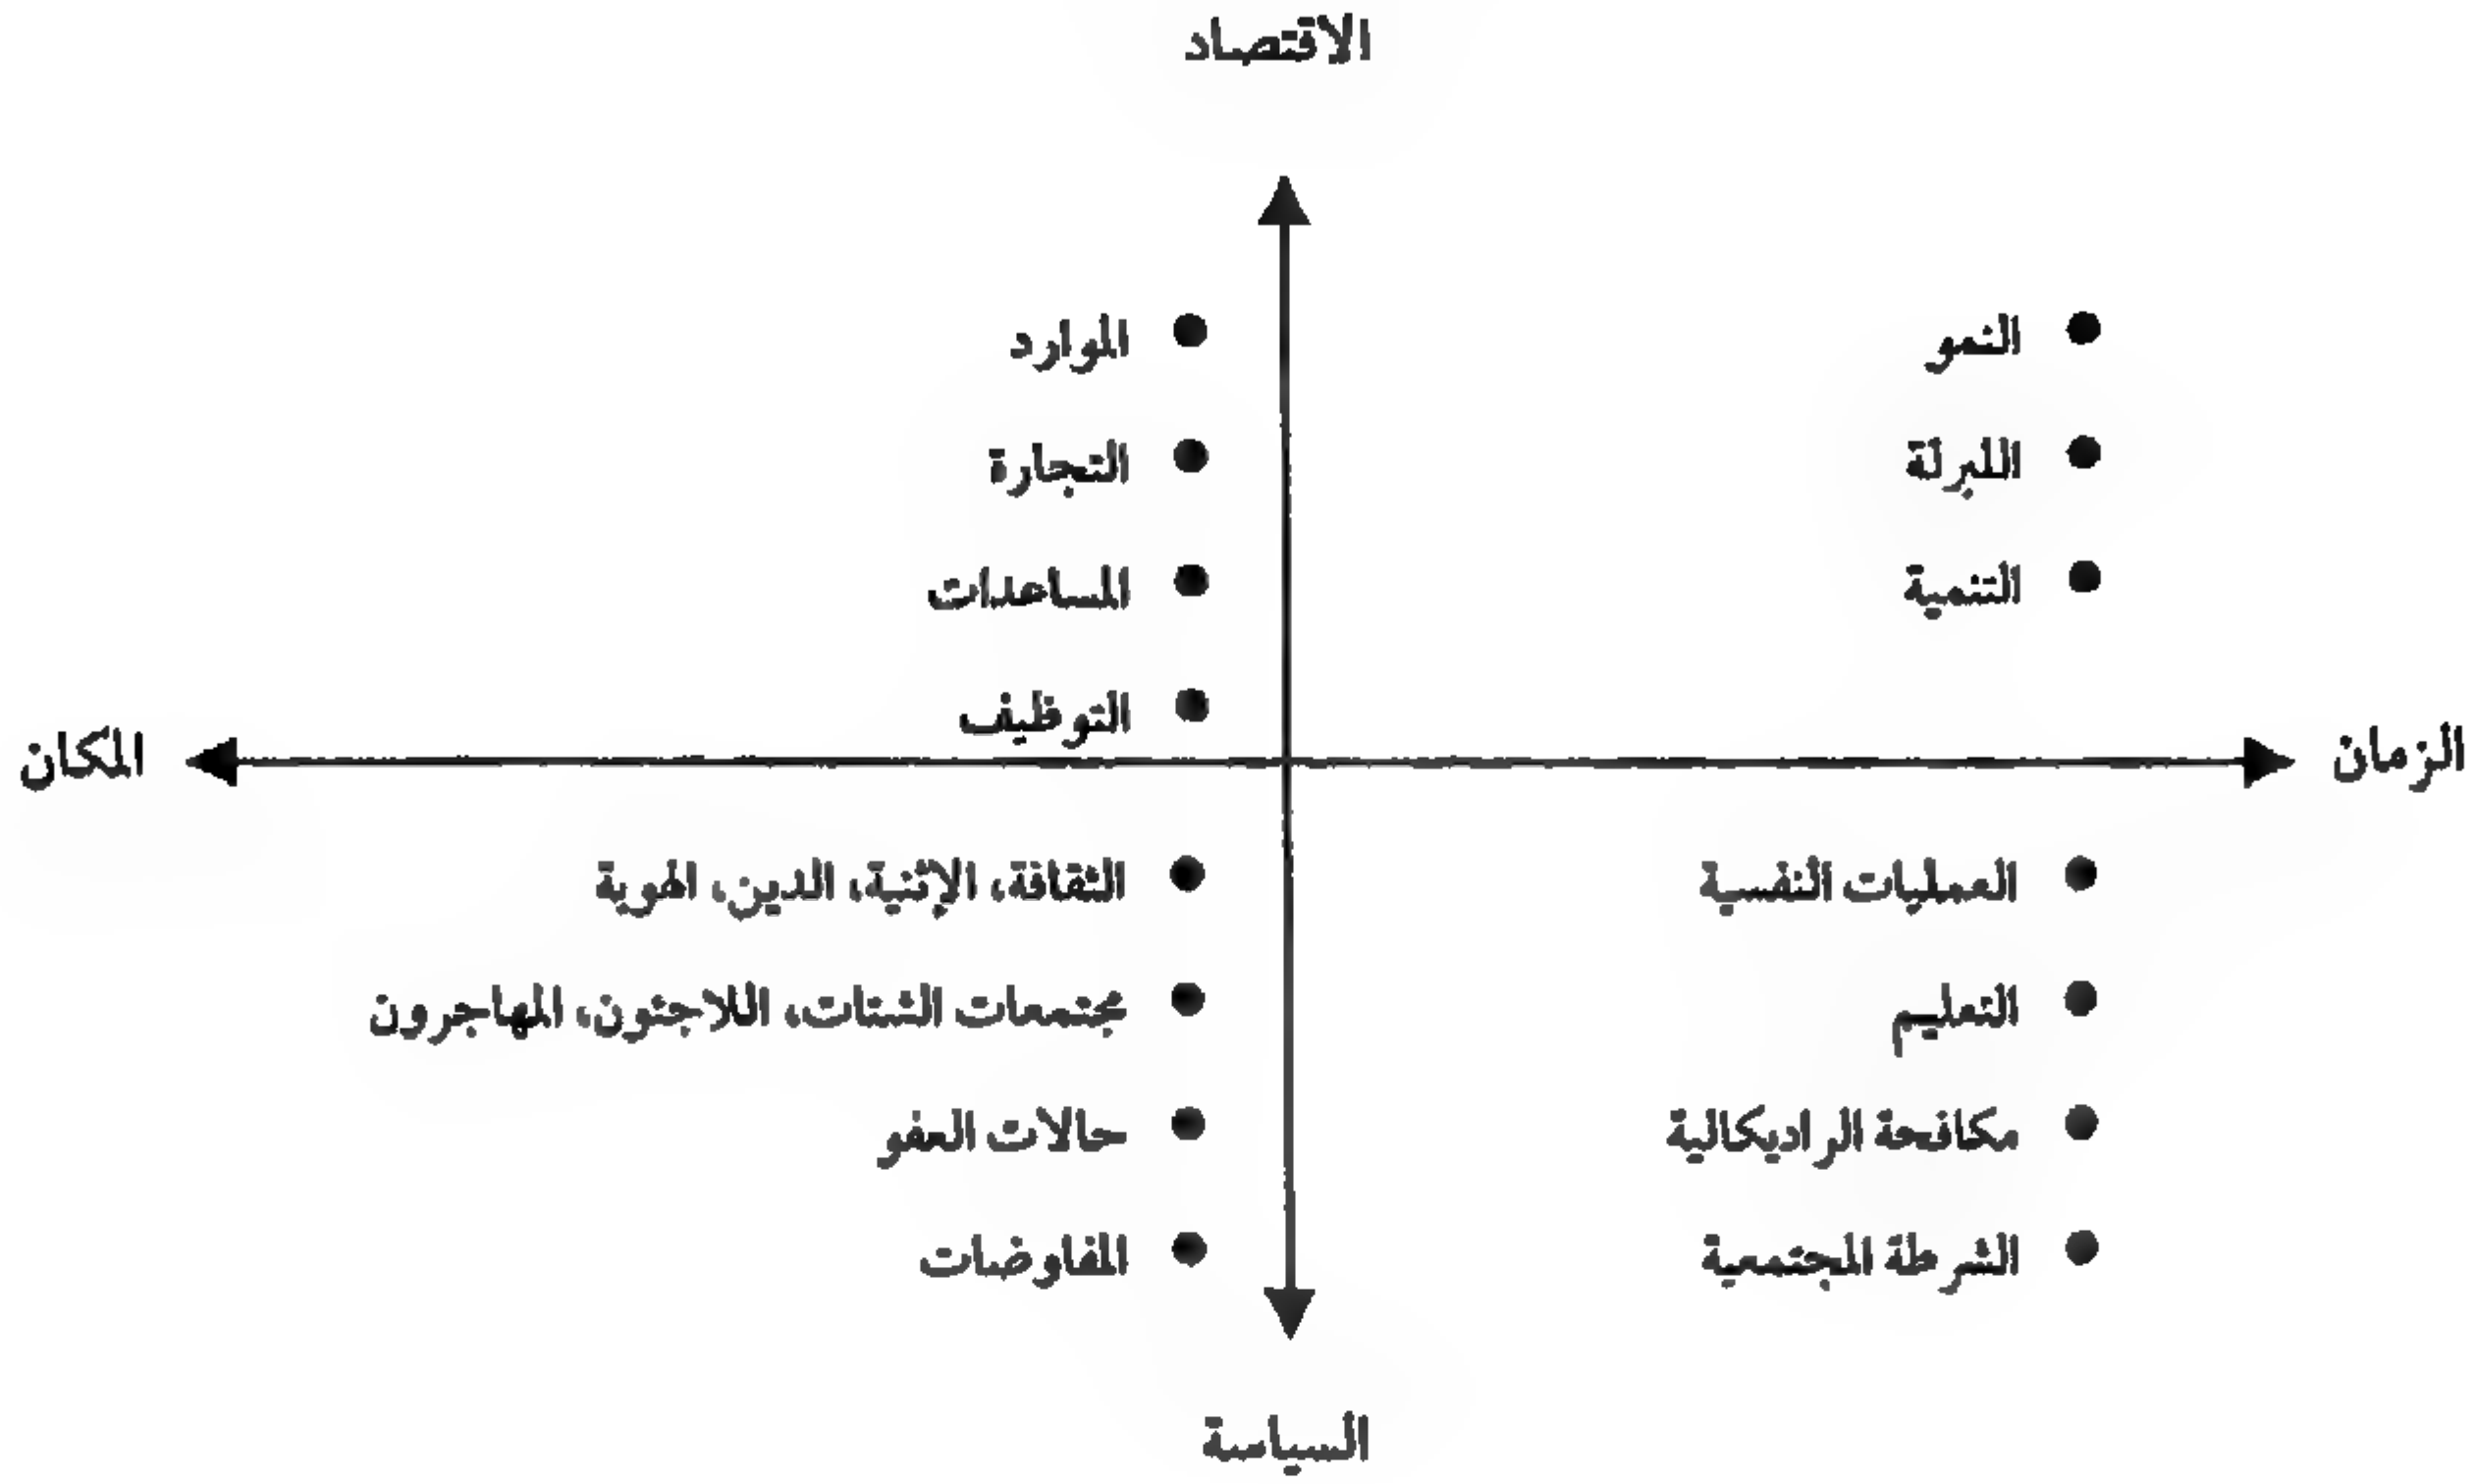 الاقتصاد
النمو
اللبرلة
التنمية
الموارد
التجارة
المساعدات
التوظيف
الزمان
المكان
العمليات النفسية
التعليم
مكافحة الراديكالية
الشرطة المجتمعية
الثقافة، الإثنية، الدين، الهوية
مجتمعات الشتات، اللاجئون، المهاجرون
حالات العفو
المفاوضات
السياسة